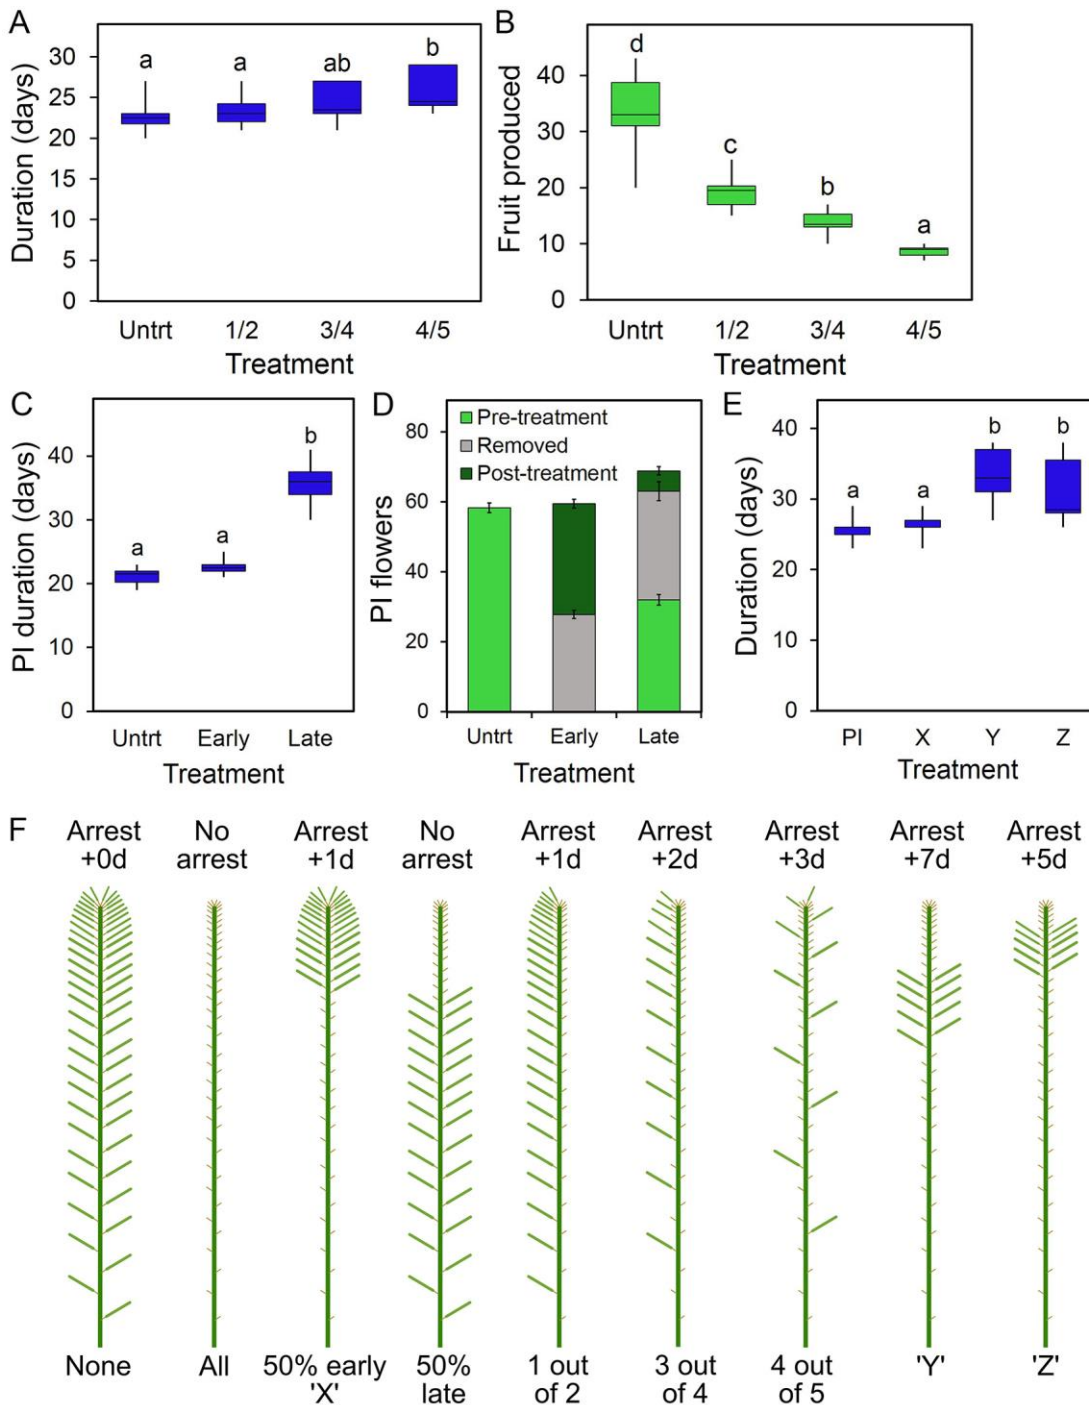 A
Duration (days)
30
25
20
15
10
5
0
a
a
ab
b
Untrt
1/2
3/4
4/5
Treatment
B
Fruit produced
40
30
20
10
0
d
c
b
a
Untrt
1/2
3/4
4/5
Treatment
C
PI duration (days)
40
30
20
10
0
a
a
b
Untrt
Early
Late
Treatment
D
PI flowers
80
60
40
20
0
Pre-treatment
Removed
Post-treatment
Untrt
Early
Late
Treatment
E
Duration (days)
40
30
20
10
0
a
a
b
b
PI
X
Y
Z
Treatment
F
Arrest
+0d
No
arrest
Arrest
+1d
No
arrest
Arrest
+1d
Arrest
+2d
Arrest
+3d
Arrest
+7d
Arrest
+5d
None
All
50% early
'X'
50%
late
1 out
of 2
3 out
of 4
4 out
of 5
'Y'
'Z'